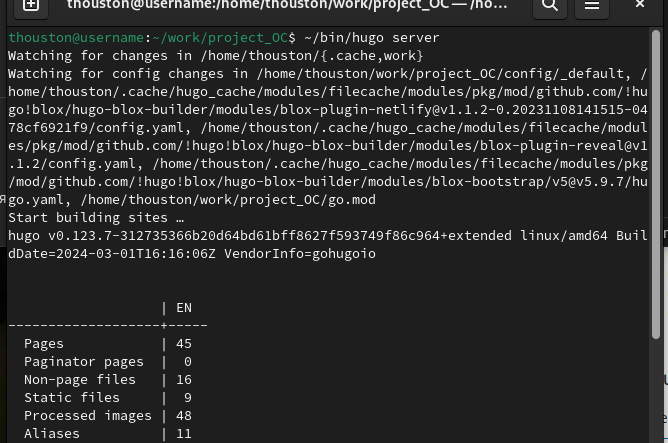 thouston@username:/home/thouston/work/project_OC — /ho...
thouston@username:~/work/project_OC$ ~/bin/hugo server
Watching for changes in /home/thouston/{.cache,work}
Watching for config changes in /home/thouston/work/project_OC/config/_default, /
home/thouston/.cache/hugo_cache/modules/filecache/modules/pkg/mod/github.com/!hu
go!blox/hugo-blox-builder/modules/blox-plugin-netlify@v1.1.2-0.20231108141515-04
78cf6921f9/config.yaml, /home/thouston/.cache/hugo_cache/modules/filecache/modul
es/pkg/mod/github.com/!hugo!blox/hugo-blox-builder/modules/blox-plugin-reveal@v1
.1.2/config.yaml, /home/thouston/.cache/hugo_cache/modules/filecache/modules/pkg
/mod/github.com/!hugo!blox/hugo-blox-builder/modules/blox-bootstrap/v5@v5.9.7/hu
go.yaml, /home/thouston/work/project_OC/go.mod
Start building sites …
hugo v0.123.7-312735366b20d64bd61bff8627f593749f86c964+extended linux/amd64 Buil
dDate=2024-03-01T16:16:06Z VendorInfo=gohugoio
| EN
-------------------+-----
Pages | 45
Paginator pages | 0
Non-page files | 16
Static files | 9
Processed images | 48
Aliases | 11